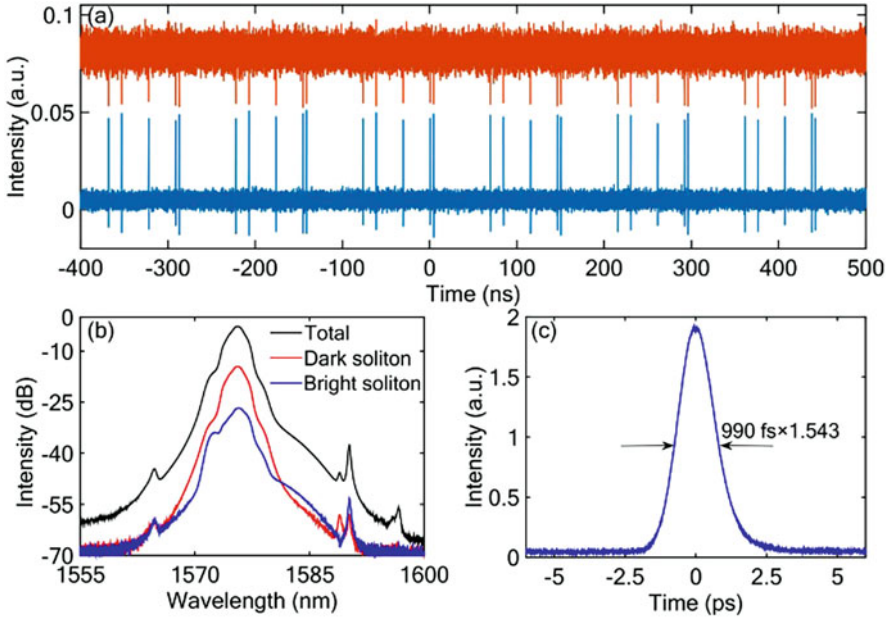 (a)
Intensity (a.u.)
0.1
0.05
0
-400 -300 -200 -100 0 100 200 300 400 500
Time (ns)
(b)
Intensity (dB)
0
-10
-25
-40
-55
-70
Total
Dark soliton
Bright soliton
1555 1570 1585 1600
Wavelength (nm)
(c)
Intensity (a.u.)
2
1.5
1
0.5
0
990 fs×1.543
-5 -2.5 0 2.5 5
Time (ps)